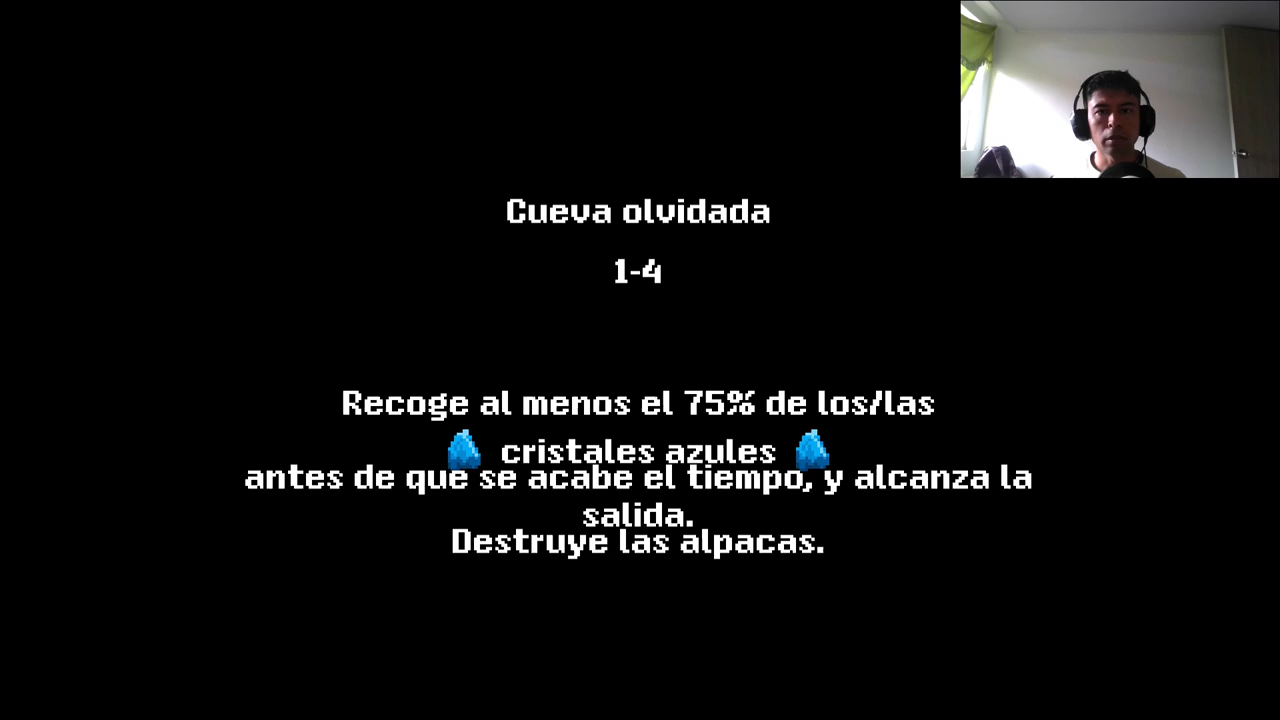 Cueva olvidada
1-4
Recoge al menos el 75% de los/las
cristales azules
antes de que se acabe el tiempo, y alcanza la
salida.
Destruye las alpacas.